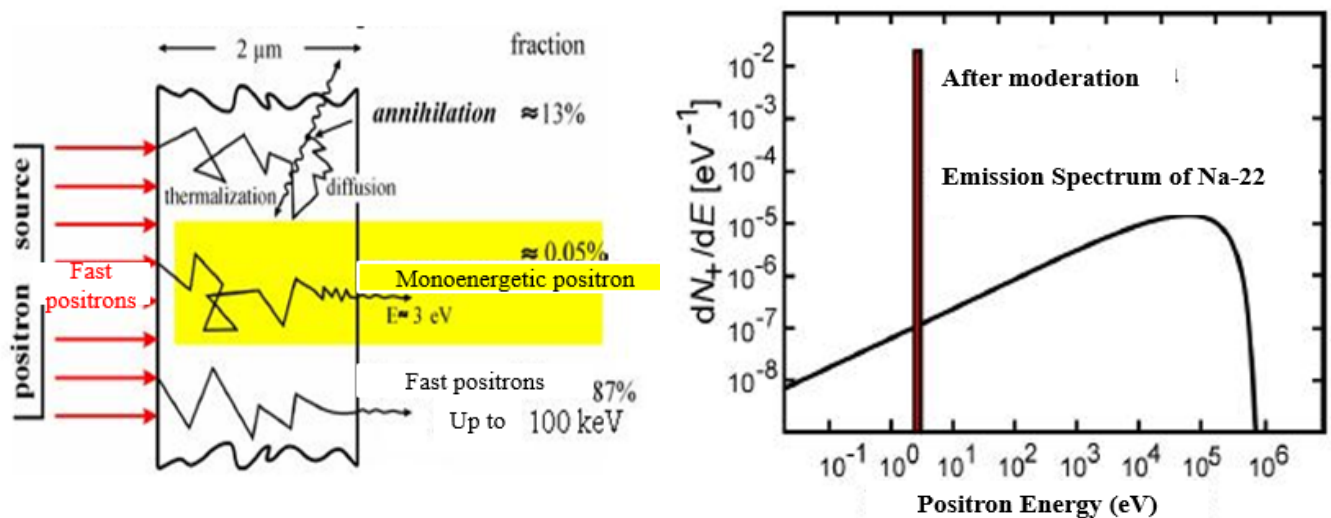 2 µm
fraction
annihilation ≈13%
thermalization
diffusion
positron source
Fast
positrons
≈ 0.05%
Monoenergetic positron
E≈ 3 eV
Fast positrons
87%
Up to 100 keV
dN+/dE [eV-1]
10-2
10-3
10-4
10-5
10-6
10-7
10-8
After moderation
Emission Spectrum of Na-22
10-1 100 101 102 103 104 105 106
Positron Energy (eV)